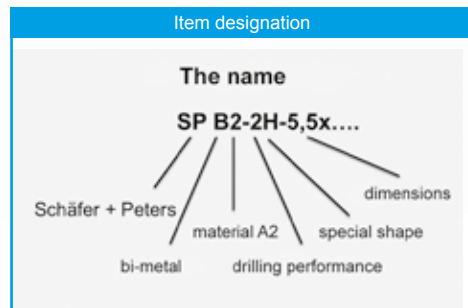 Item designation
The name
SP B2-2H-5,5x....
dimensions
Schäfer + Peters
material A2
special shape
bi-metal
drilling performance